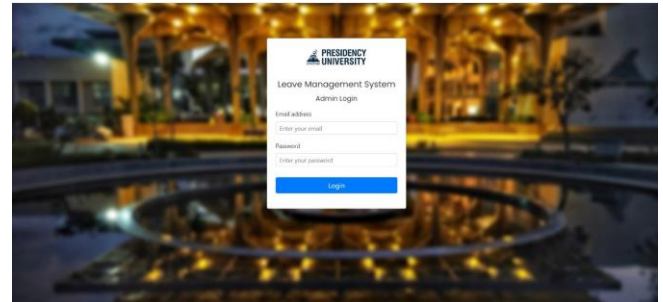 PRESIDENCY
UNIVERSITY
Leave Management System
Admin Login
Email address
Enter your email
Password
Enter your password
Login